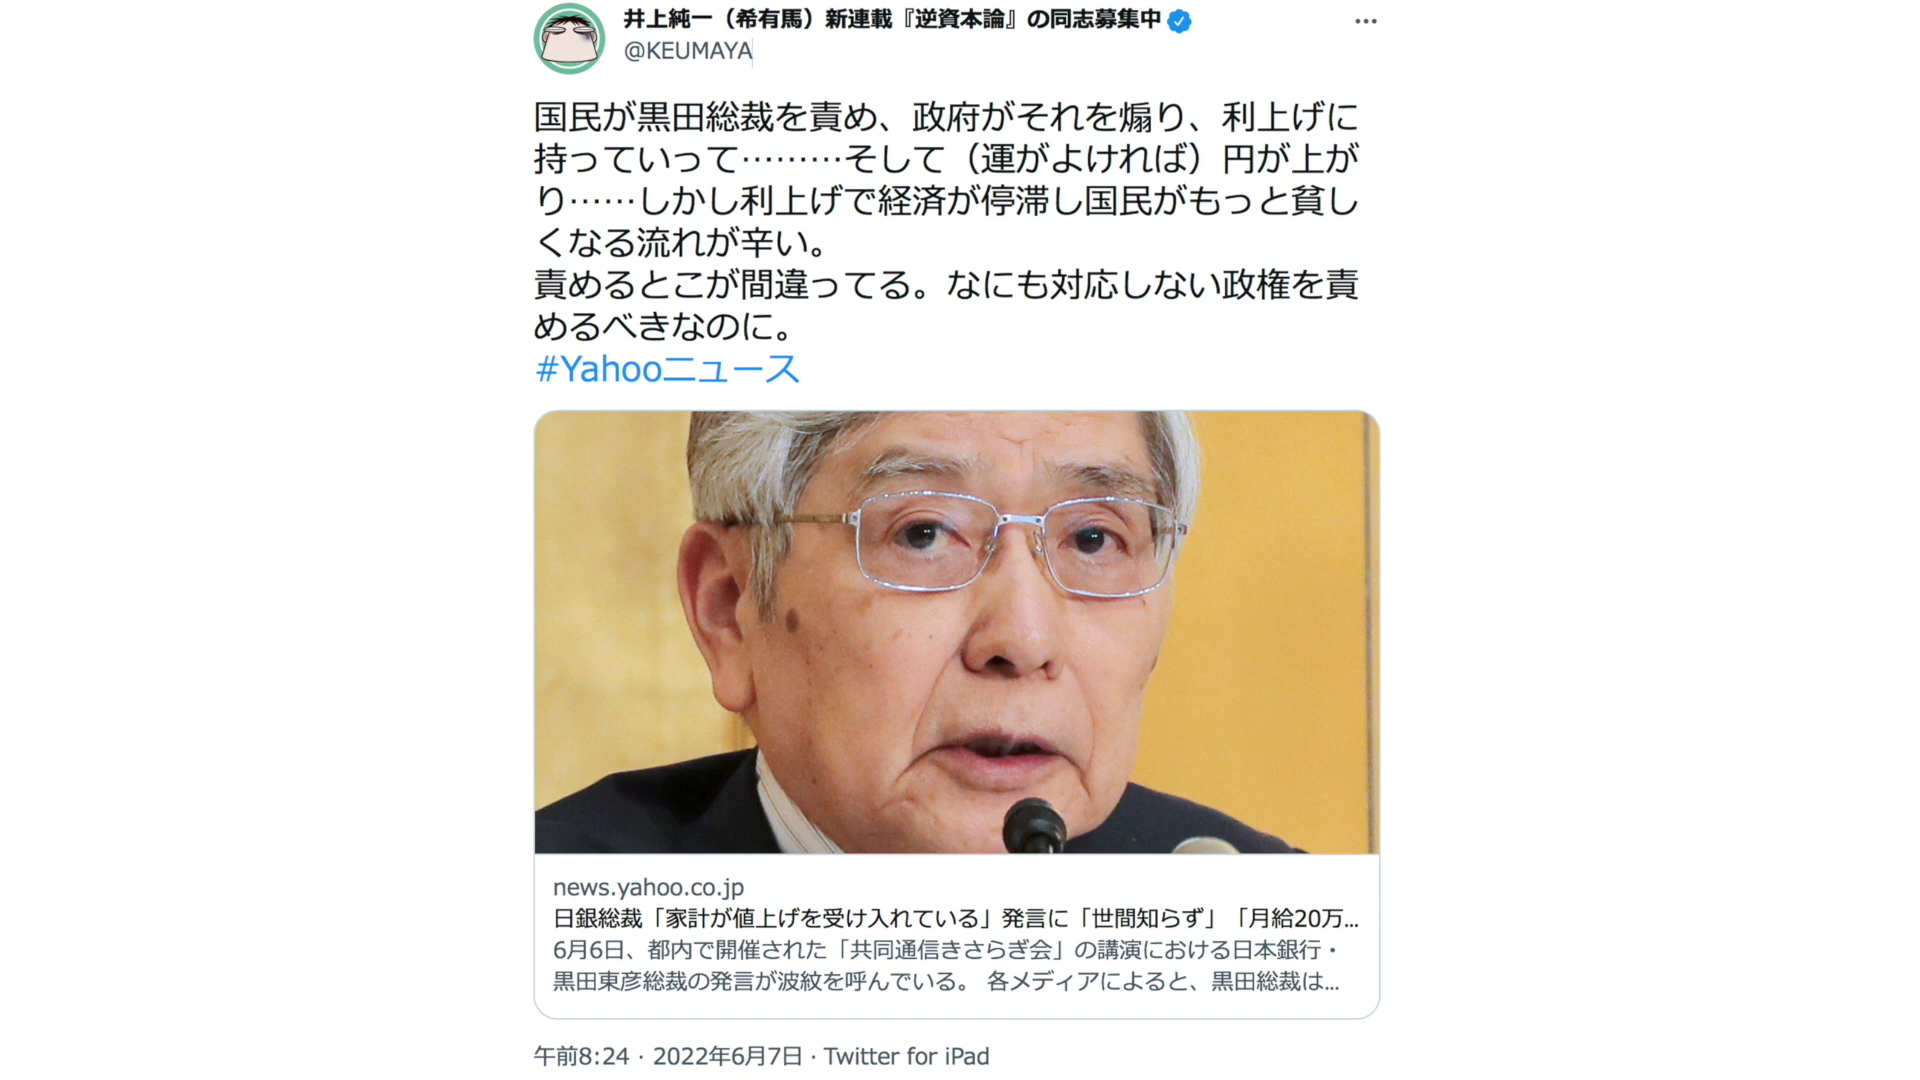 井上純一（希有馬）新連載『逆資本論』の同志募集中
@KEUMAYA
国民が黒田総裁を責め、政府がそれを煽り、利上げに
持っていって………そして（運がよければ）円が上が
り……しかし利上げで経済が停滞し国民がもっと貧し
くなる流れが辛い。
責めるとこが間違ってる。なにも対応しない政権を責
めるべきなのに。
#Yahooニュース
news.yahoo.co.jp
日銀総裁「家計が値上げを受け入れている」発言に「世間知らず」「月給20万...
6月6日、都内で開催された「共同通信きさらぎ会」の講演における日本銀行・
黒田東彦総裁の発言が波紋を呼んでいる。 各メディアによると、黒田総裁は...
午前8:24 · 2022年6月7日 · Twitter for iPad